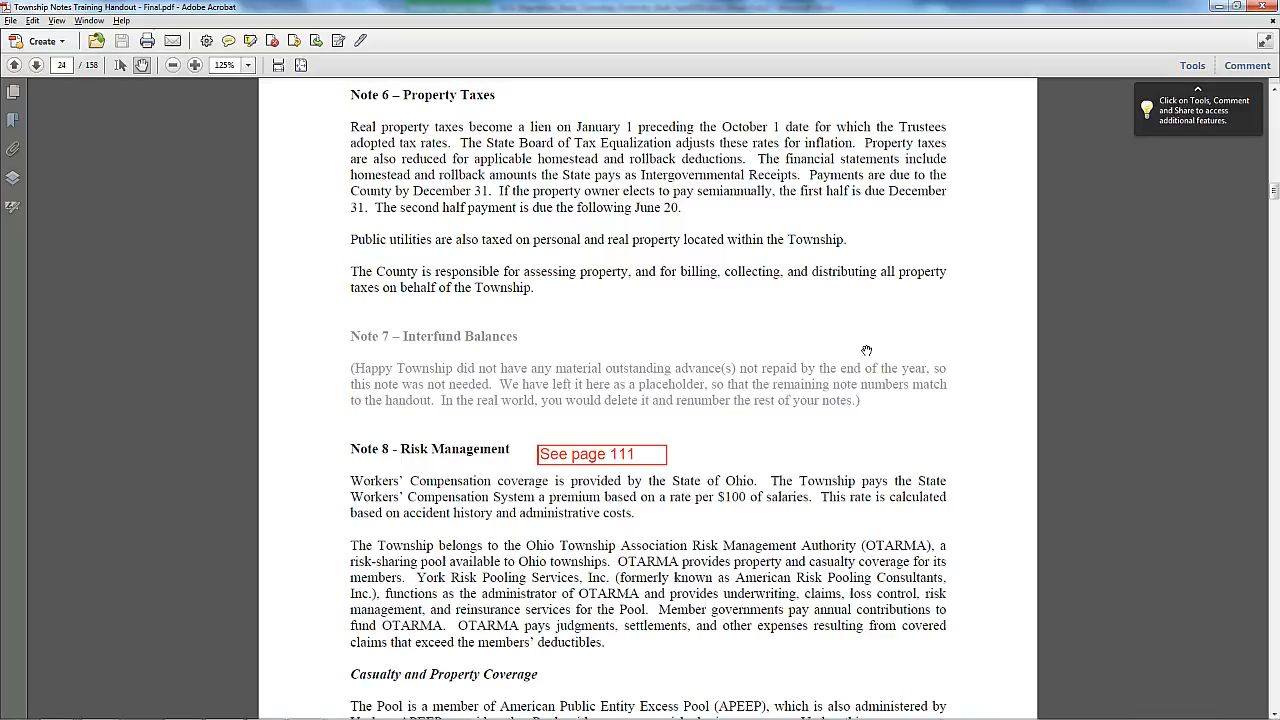 Township Notes Training Handout - Final.pdf - Adobe Acrobat
File Edit View Window Help
Create
24 / 158 125% Tools Comment
Click on Tools, Comment
and Share to access
additional features.
Note 6 – Property Taxes
Real property taxes become a lien on January 1 preceding the October 1 date for which the Trustees
adopted tax rates. The State Board of Tax Equalization adjusts these rates for inflation. Property taxes
are also reduced for applicable homestead and rollback deductions. The financial statements include
homestead and rollback amounts the State pays as Intergovernmental Receipts. Payments are due to the
County by December 31. If the property owner elects to pay semiannually, the first half is due December
31. The second half payment is due the following June 20.
Public utilities are also taxed on personal and real property located within the Township.
The County is responsible for assessing property, and for billing, collecting, and distributing all property
taxes on behalf of the Township.
Note 7 – Interfund Balances
(Happy Township did not have any material outstanding advance(s) not repaid by the end of the year, so
this note was not needed. We have left it here as a placeholder, so that the remaining note numbers match
to the handout. In the real world, you would delete it and renumber the rest of your notes.)
Note 8 - Risk Management See page 111
Workers' Compensation coverage is provided by the State of Ohio. The Township pays the State
Workers' Compensation System a premium based on a rate per $100 of salaries. This rate is calculated
based on accident history and administrative costs.
The Township belongs to the Ohio Township Association Risk Management Authority (OTARMA), a
risk-sharing pool available to Ohio townships. OTARMA provides property and casualty coverage for its
members. York Risk Pooling Services, Inc. (formerly known as American Risk Pooling Consultants,
Inc.), functions as the administrator of OTARMA and provides underwriting, claims, loss control, risk
management, and reinsurance services for the Pool. Member governments pay annual contributions to
fund OTARMA. OTARMA pays judgments, settlements, and other expenses resulting from covered
claims that exceed the members' deductibles.
Casualty and Property Coverage
The Pool is a member of American Public Entity Excess Pool (APEEP), which is also administered by